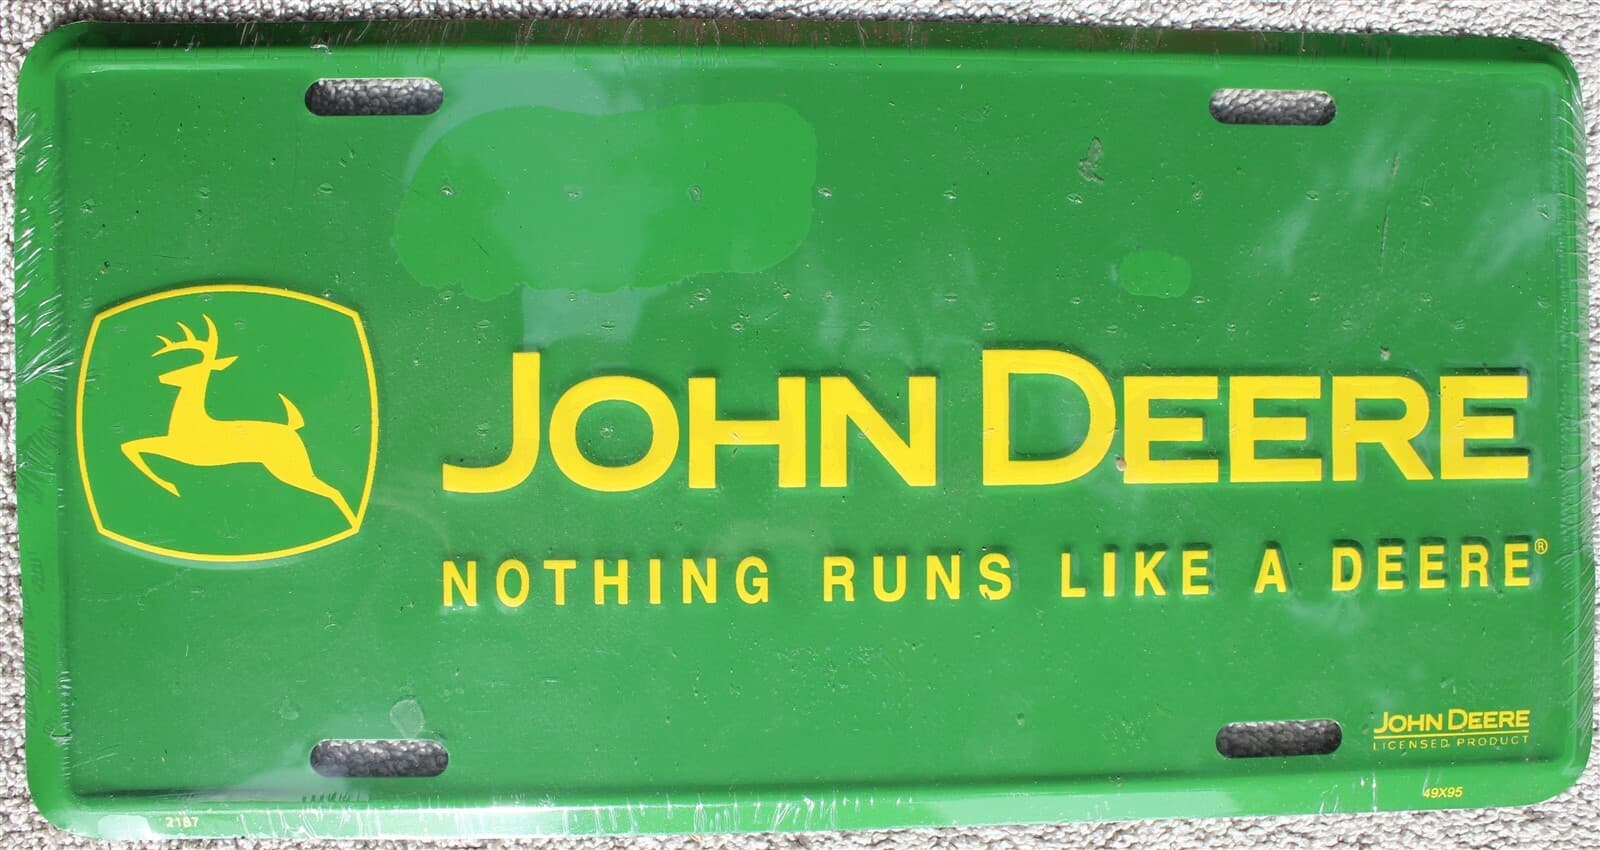 JOHN DEERE
NOTHING RUNS LIKE A DEERE®
JOHN DEERE
LICENSED PRODUCT
49X95
2187